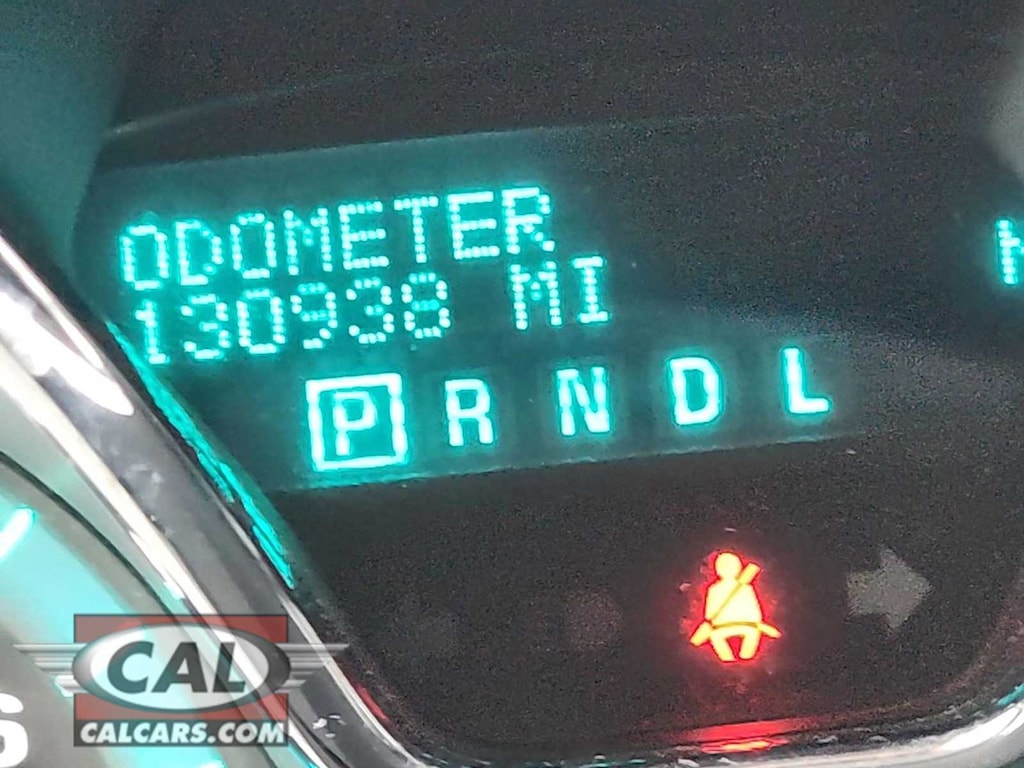 ODOMETER
130938 MI
P R N D L
CAL
CALCARS.COM